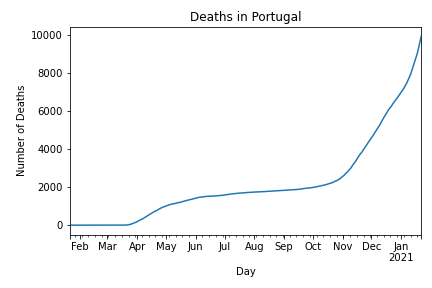 Deaths in Portugal
Number of Deaths
10000
8000
6000
4000
2000
0
Feb Mar Apr May Jun Jul Aug Sep Oct Nov Dec Jan
2021
Day